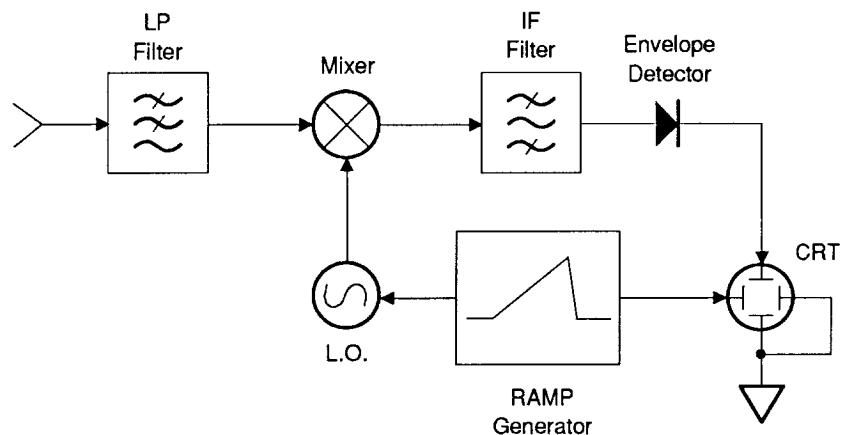 LP
Filter
Mixer
IF
Filter
Envelope
Detector
CRT
L.O.
RAMP
Generator